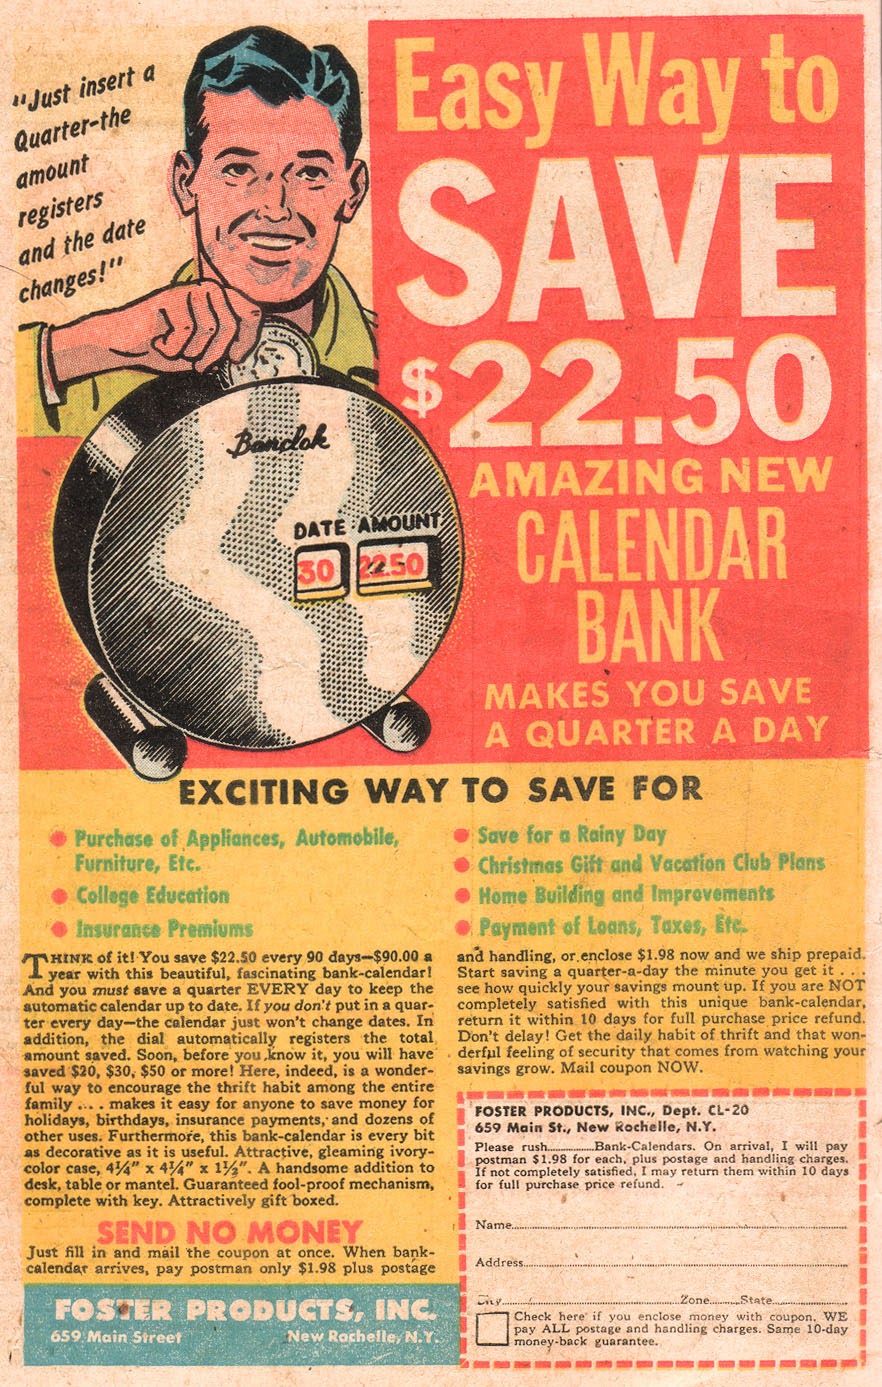 "Just insert a
Quarter-the
amount
registers
and the date
changes!"
Easy Way to
SAVE
$22.50
AMAZING NEW
CALENDAR
BANK
MAKES YOU SAVE
A QUARTER A DAY
Banclok
DATE AMOUNT
30 22.50
EXCITING WAY TO SAVE FOR
Purchase of Appliances, Automobile,
Furniture, Etc.
College Education
Insurance Premiums
Save for a Rainy Day
Christmas Gift and Vacation Club Plans
Home Building and Improvements
Payment of Loans, Taxes, Etc.
THINK of it! You save $22.50 every 90 days—$90.00 a
year with this beautiful, fascinating bank-calendar!
And you must save a quarter EVERY day to keep the
automatic calendar up to date. If you don't put in a quar-
ter every day—the calendar just won't change dates. In
addition, the dial automatically registers the total
amount saved. Soon, before you know it, you will have
saved $20, $30, $50 or more! Here, indeed, is a wonder-
ful way to encourage the thrift habit among the entire
family . . . makes it easy for anyone to save money for
holidays, birthdays, insurance payments, and dozens of
other uses. Furthermore, this bank-calendar is every bit
as decorative as it is useful. Attractive, gleaming ivory-
color case, 4¼" x 4¼" x 1½". A handsome addition to
desk, table or mantel. Guaranteed fool-proof mechanism,
complete with key. Attractively gift boxed.
SEND NO MONEY
Just fill in and mail the coupon at once. When bank-
calendar arrives, pay postman only $1.98 plus postage
and handling, or enclose $1.98 now and we ship prepaid.
Start saving a quarter-a-day the minute you get it . . .
see how quickly your savings mount up. If you are NOT
completely satisfied with this unique bank-calendar,
return it within 10 days for full purchase price refund.
Don't delay! Get the daily habit of thrift and that won-
derful feeling of security that comes from watching your
savings grow. Mail coupon NOW.
FOSTER PRODUCTS, INC.
659 Main Street New Rochelle, N.Y.
FOSTER PRODUCTS, INC., Dept. CL-20
659 Main St., New Rochelle, N.Y.
Please rush..............Bank-Calendars. On arrival, I will pay
postman $1.98 for each, plus postage and handling charges.
If not completely satisfied, I may return them within 10 days
for full purchase price refund.
Name
Address
City Zone State
Check here if you enclose money with coupon. WE
pay ALL postage and handling charges. Same 10-day
money-back guarantee.